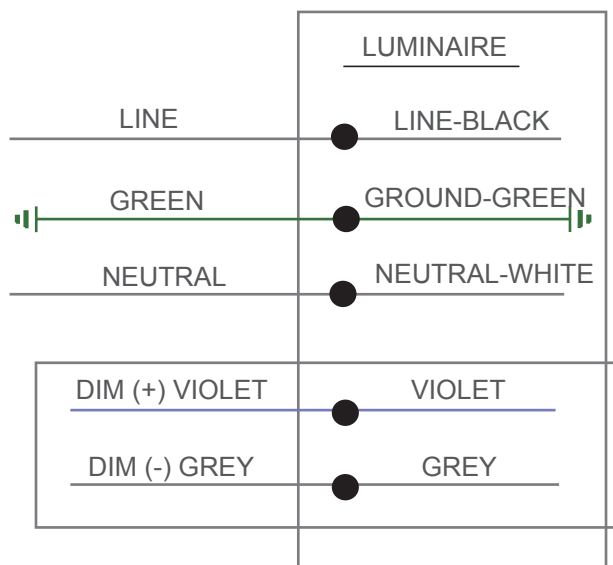 LUMINAIRE
LINE LINE-BLACK
GREEN GROUND-GREEN
NEUTRAL NEUTRAL-WHITE
DIM (+) VIOLET VIOLET
DIM (-) GREY GREY